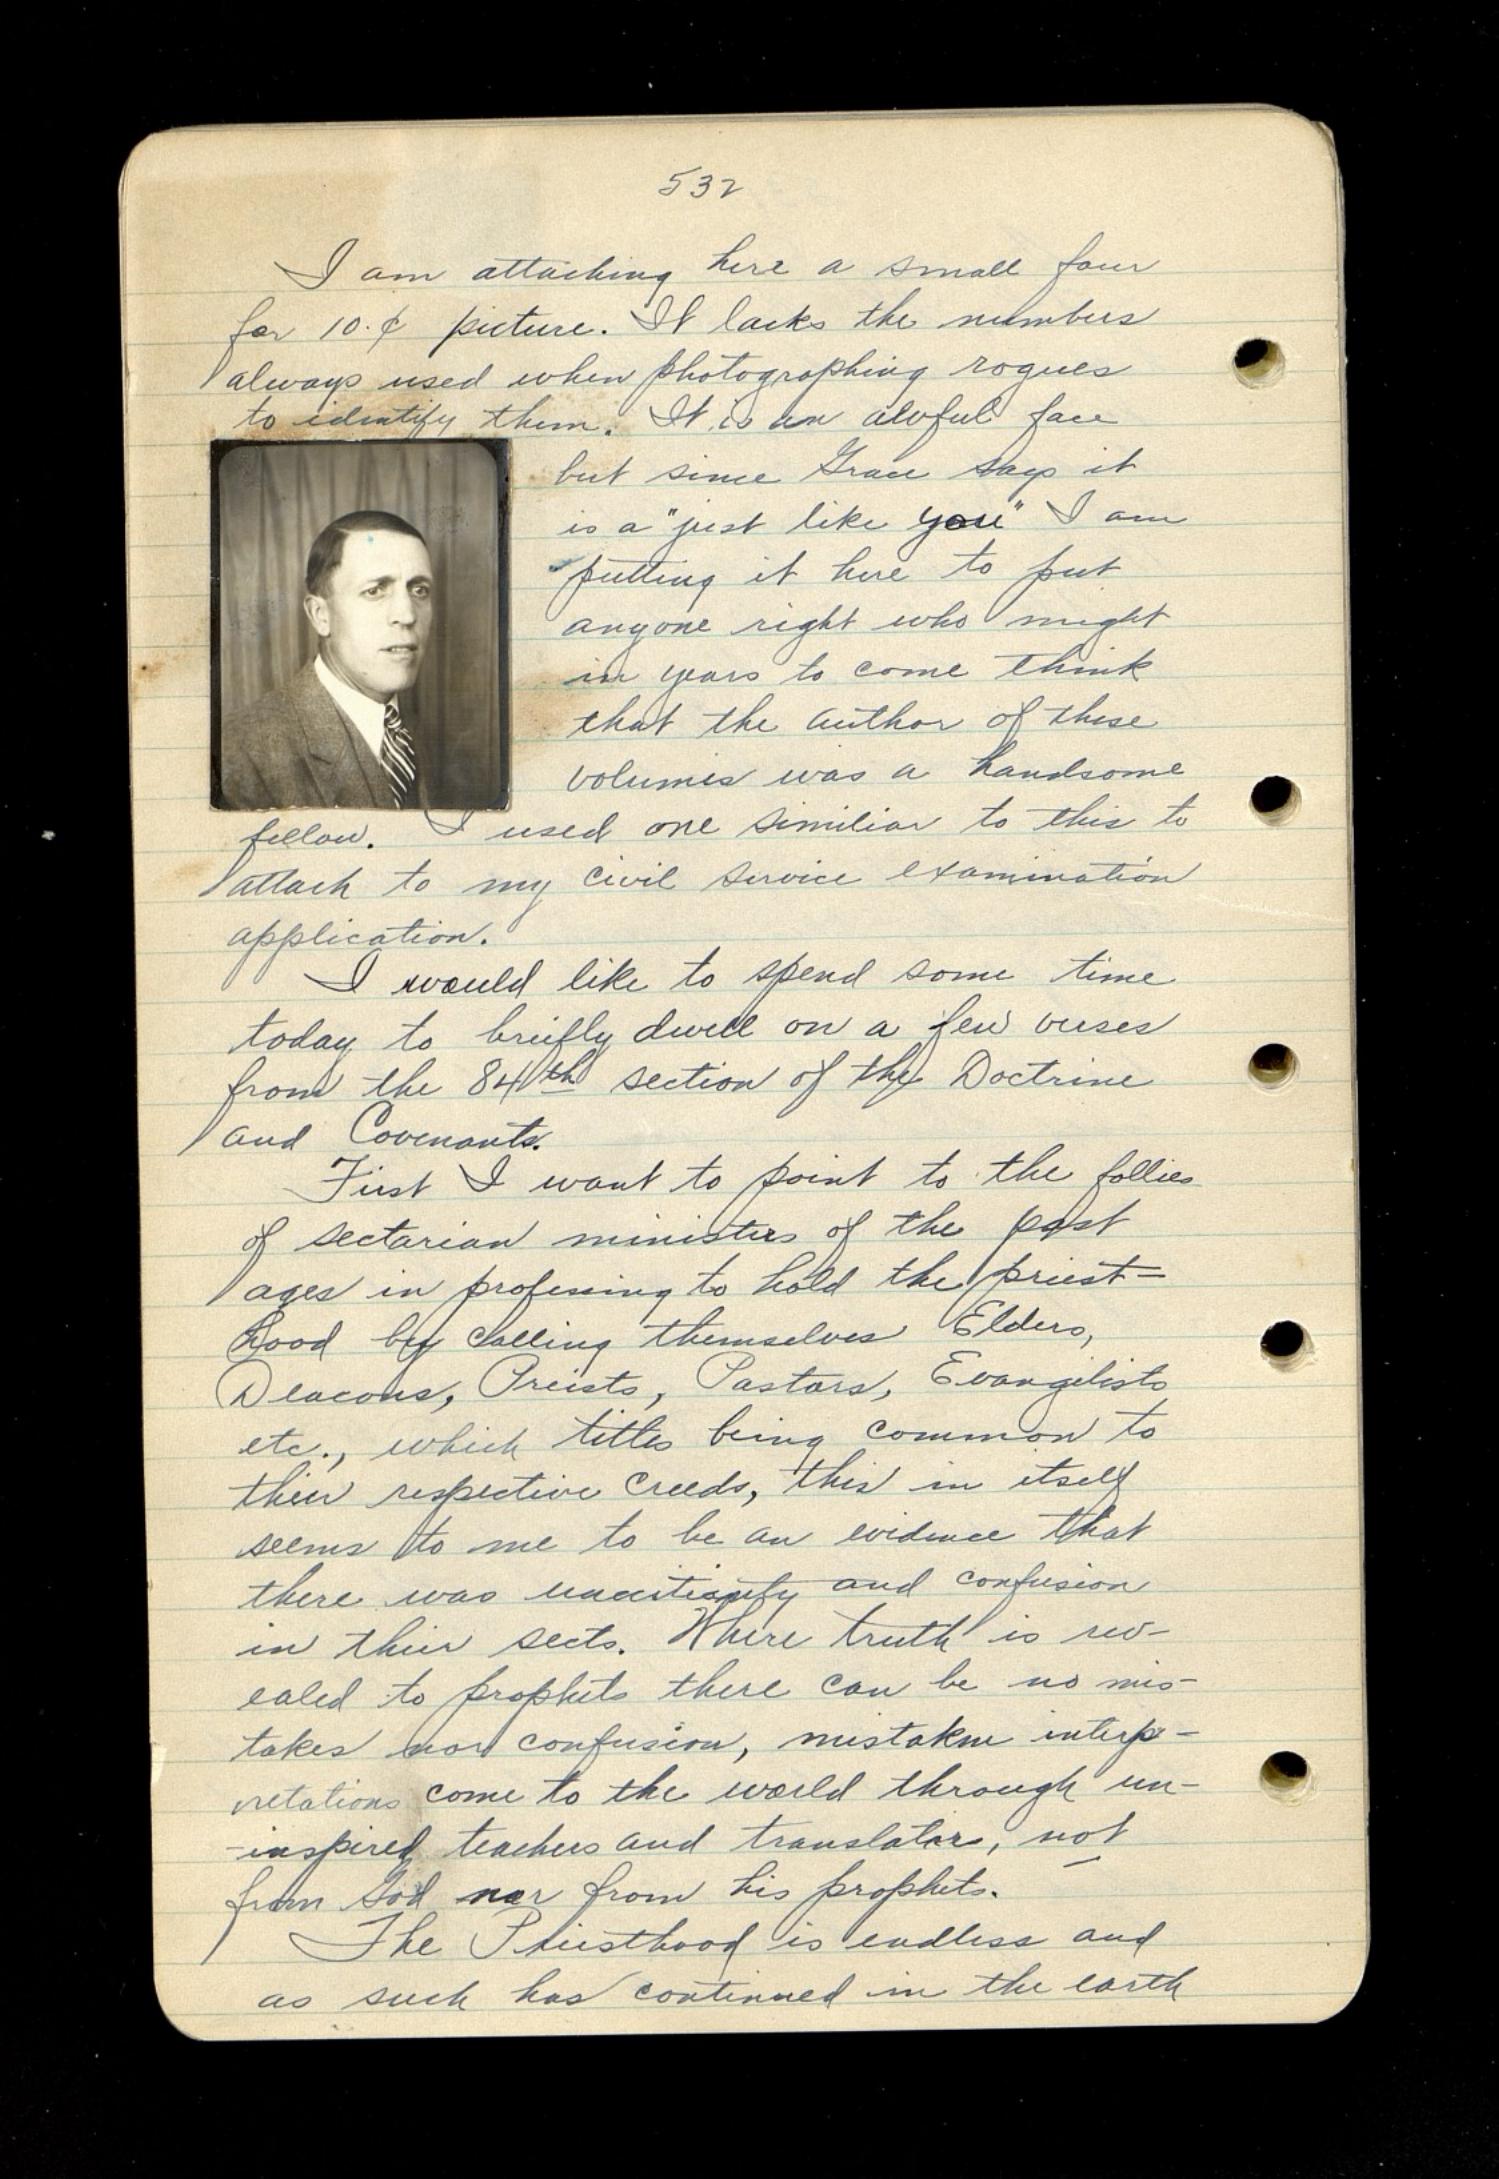 532
I am attaching here a small four
for 10.¢ picture. It lacks the numbers
always used when photographing rogues
to identify them. It is an awful face
but since Grace says it
is a "just like you" I am
putting it here to put
anyone right who might
in years to come think
that the author of these
volumes was a handsome
fellow. I used one similiar to this to
attach to my civil service examination
application.
I would like to spend some time
today to briefly dwell on a few verses
from the 84th section of the Doctrine
and Covenants.
First I want to point to the follies
of sectarian ministers of the past
ages in professing to hold the priest=
hood by calling themselves Elders,
Deacons, Preists, Pastors, Evangelists
etc., which titles being common to
their respective creeds, this in itself
seems to me to be an evidence that
there was and confusion
in their sects. Where truth is rev-
ealed to prophets there can be no mis-
takes nor confusion, mistaken interp-
retations come to the world through un-
-inspired teachers and translators, not
from God nor from his prophets.
The Priesthood is endless and
as such has continued in the earth